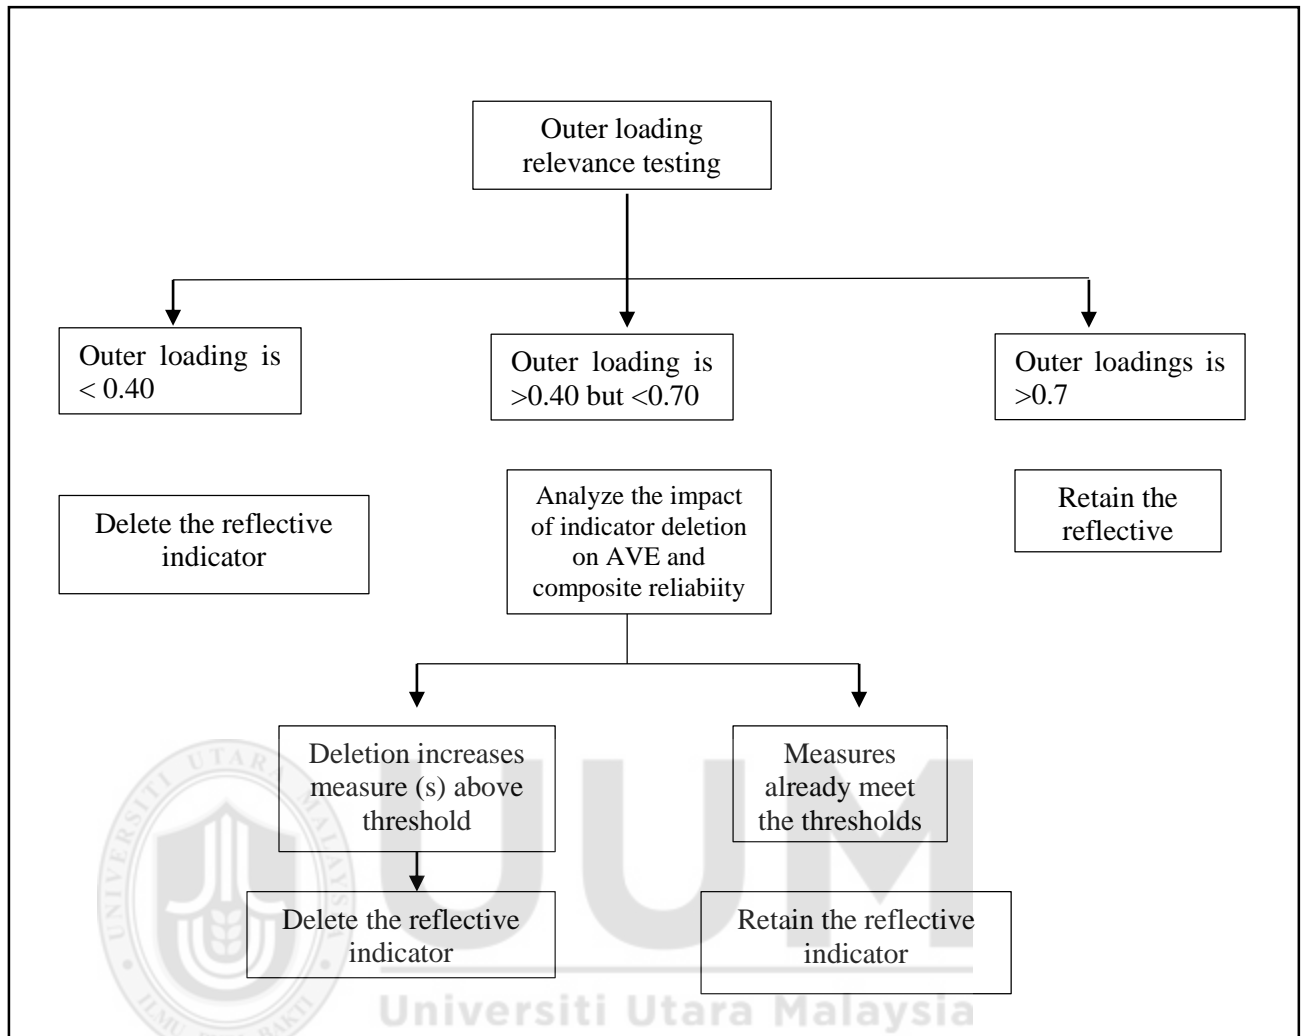 Outer loading
relevance testing
Outer loading is
< 0.40
Outer loading is
>0.40 but <0.70
Outer loadings is
>0.7
Delete the reflective
indicator
Analyze the impact
of indicator deletion
on AVE and
composite reliabiity
Retain the
reflective
Deletion increases
measure (s) above
threshold
Measures
already meet
the thresholds
Delete the reflective
indicator
Retain the reflective
indicator
UUM
Universiti Utara Malaysia
UNIVERSITI UTARA MALAYSIA